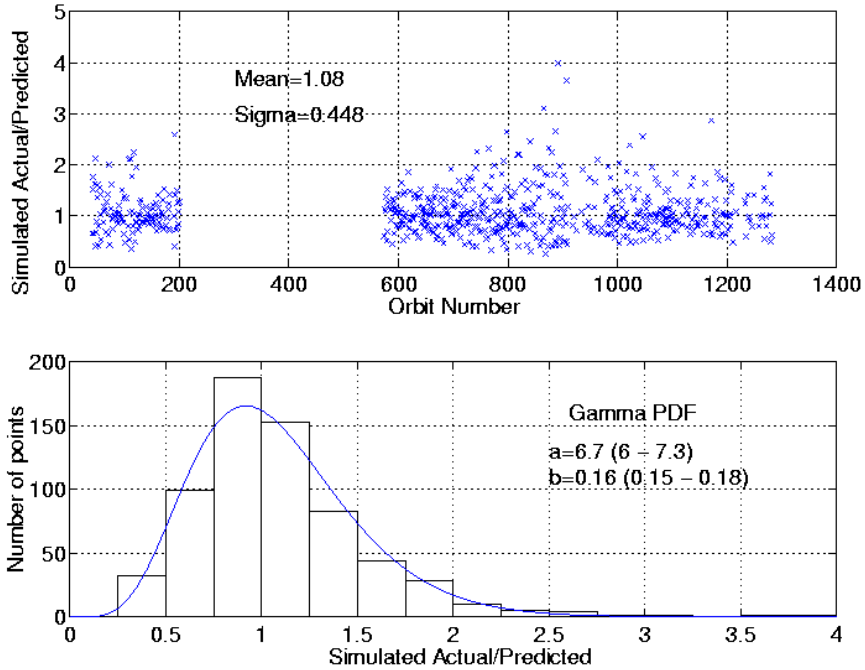 5
4
3
2
1
0
Simulated Actual/Predicted
Mean=1.08
Sigma=0.448
0 200 400 600 800 1000 1200 1400
Orbit Number
200
150
100
50
0
Number of points
Gamma PDF
a=6.7 (6 − 7.3)
b=0.16 (0.15 − 0.18)
0 0.5 1 1.5 2 2.5 3 3.5 4
Simulated Actual/Predicted